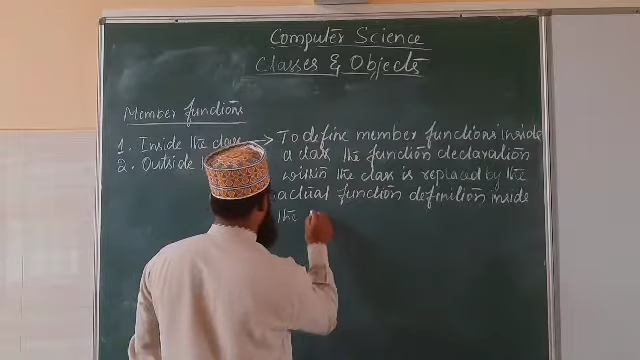 Computer Science
Classes & Objects
Member functions
1. Inside the class → To define member functions inside
a class the function declaration
2. Outside
within the class is replaced by the
actual function definition inside
the